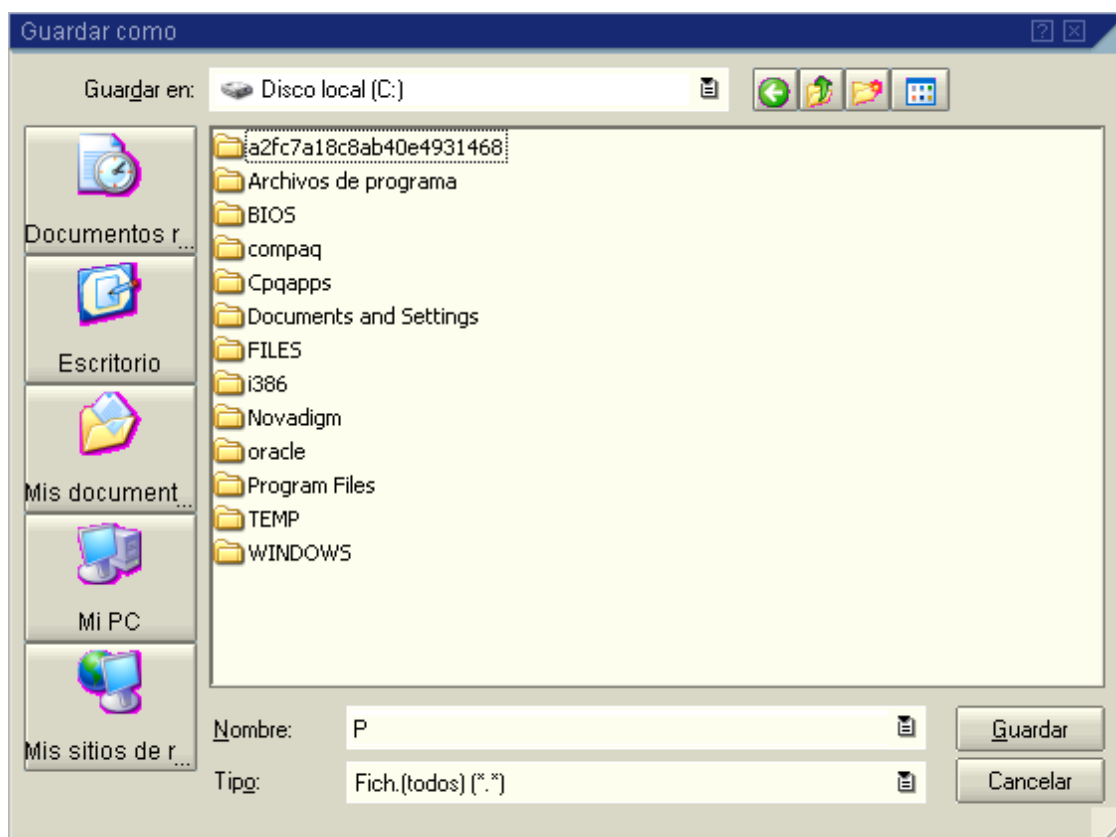 Guardar como
Guardar en:
Disco local (C:)
a2fc7a18c8ab40e4931468
Archivos de programa
BIOS
compaq
Cpqapps
Documents and Settings
FILES
i386
Novadigm
oracle
Program Files
TEMP
WINDOWS
Documentos r...
Escritorio
Mis document...
Mi PC
Mis sitios de r...
Nombre:
P
Guardar
Tipo:
Fich.(todos) (*.*)
Cancelar